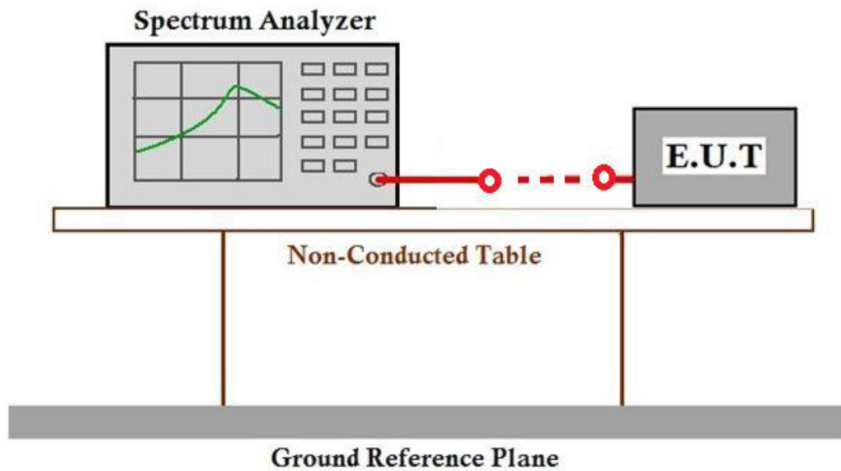 Spectrum Analyzer
E.U.T
Non-Conducted Table
Ground Reference Plane